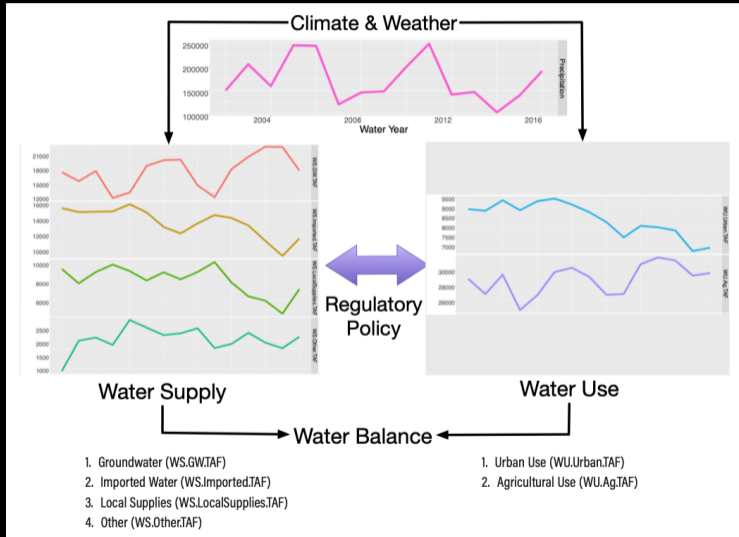 Climate & Weather
250000
200000
150000
100000
Precipitation
2004
2008
2012
2016
Water Year
21000
18000
15000
12000
WS.GW.TAF
16000
14000
12000
10000
WS.Imported.TAF
10000
8000
6000
WS.LocalSupplies.TAF
2500
2000
1500
1000
WS.Other.TAF
9500
9000
8500
8000
7500
7000
WU.Urban.TAF
30000
28000
26000
WU.Ag.TAF
Regulatory
Policy
Water Supply
Water Use
Water Balance
1. Groundwater (WS.GW.TAF)
2. Imported Water (WS.Imported.TAF)
3. Local Supplies (WS.LocalSupplies.TAF)
4. Other (WS.Other.TAF)
1. Urban Use (WU.Urban.TAF)
2. Agricultural Use (WU.Ag.TAF)